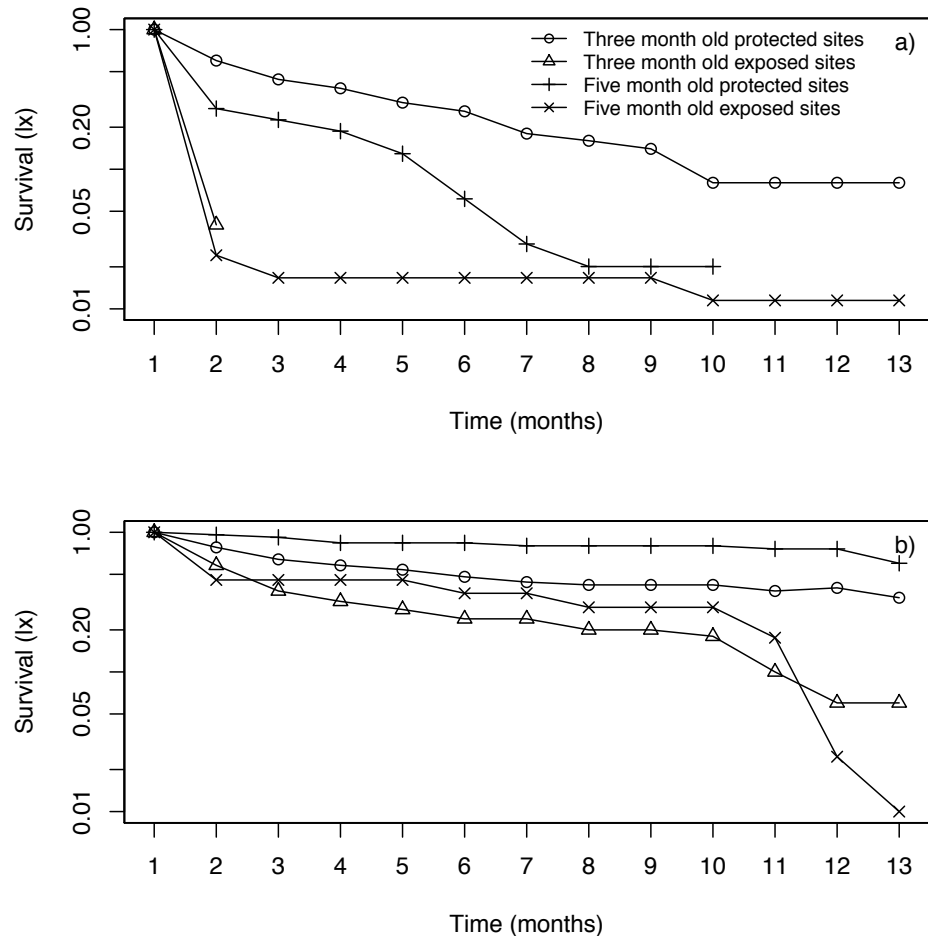 a)
Three month old protected sites
Three month old exposed sites
Five month old protected sites
Five month old exposed sites
Survival (lx)
1.00
0.20
0.05
0.01
1 2 3 4 5 6 7 8 9 10 11 12 13
Time (months)
b)
Survival (lx)
1.00
0.20
0.05
0.01
1 2 3 4 5 6 7 8 9 10 11 12 13
Time (months)